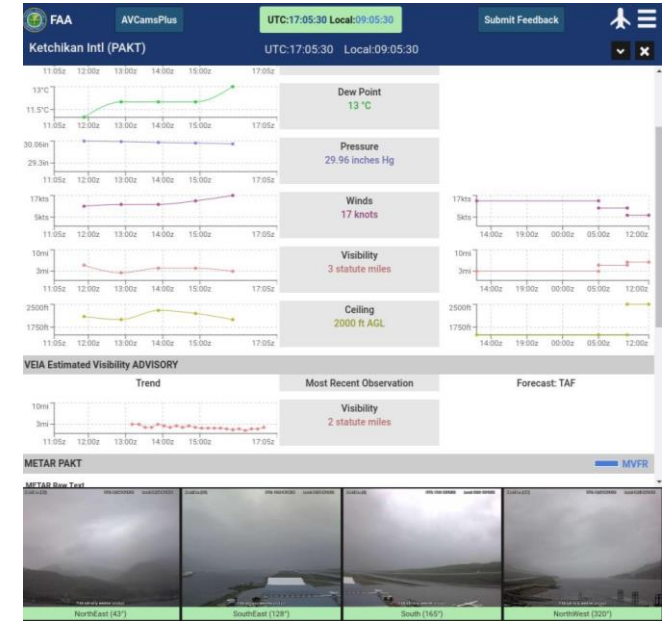 FAA
AVCamsPlus
UTC:17:05:30 Local:09:05:30
Submit Feedback
Ketchikan Intl (PAKT)
UTC:17:05:30 Local:09:05:30
11:05z 12:00z 13:00z 14:00z 15:00z 17:05z
13°C
11.5°C
11:05z 12:00z 13:00z 14:00z 15:00z 17:05z
Dew Point
13 °C
30.06in
29.3in
11:05z 12:00z 13:00z 14:00z 15:00z 17:05z
Pressure
29.96 inches Hg
17kts
5kts
11:05z 12:00z 13:00z 14:00z 15:00z 17:05z
Winds
17 knots
17kts
5kts
14:00z 19:00z 00:00z 05:00z 12:00z
10mi
3mi
11:05z 12:00z 13:00z 14:00z 15:00z 17:05z
Visibility
3 statute miles
10mi
3mi
14:00z 19:00z 00:00z 05:00z 12:00z
2500ft
1750ft
11:05z 12:00z 13:00z 14:00z 15:00z 17:05z
Ceiling
2000 ft AGL
2500ft
1750ft
14:00z 19:00z 00:00z 05:00z 12:00z
VEIA Estimated Visibility ADVISORY
Trend
Most Recent Observation
Forecast: TAF
10mi
3mi
11:05z 12:00z 13:00z 14:00z 15:00z 17:05z
Visibility
2 statute miles
METAR PAKT
MVFR
METAR Raw Text
NorthEast (43°)
SouthEast (128°)
South (165°)
NorthWest (320°)